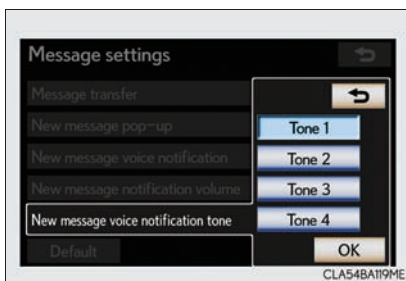 Message settings
Message transfer
New message pop-up
New message voice notification
New message notification volume
New message voice notification tone
Default
Tone 1
Tone 2
Tone 3
Tone 4
OK
CLA54BA119ME